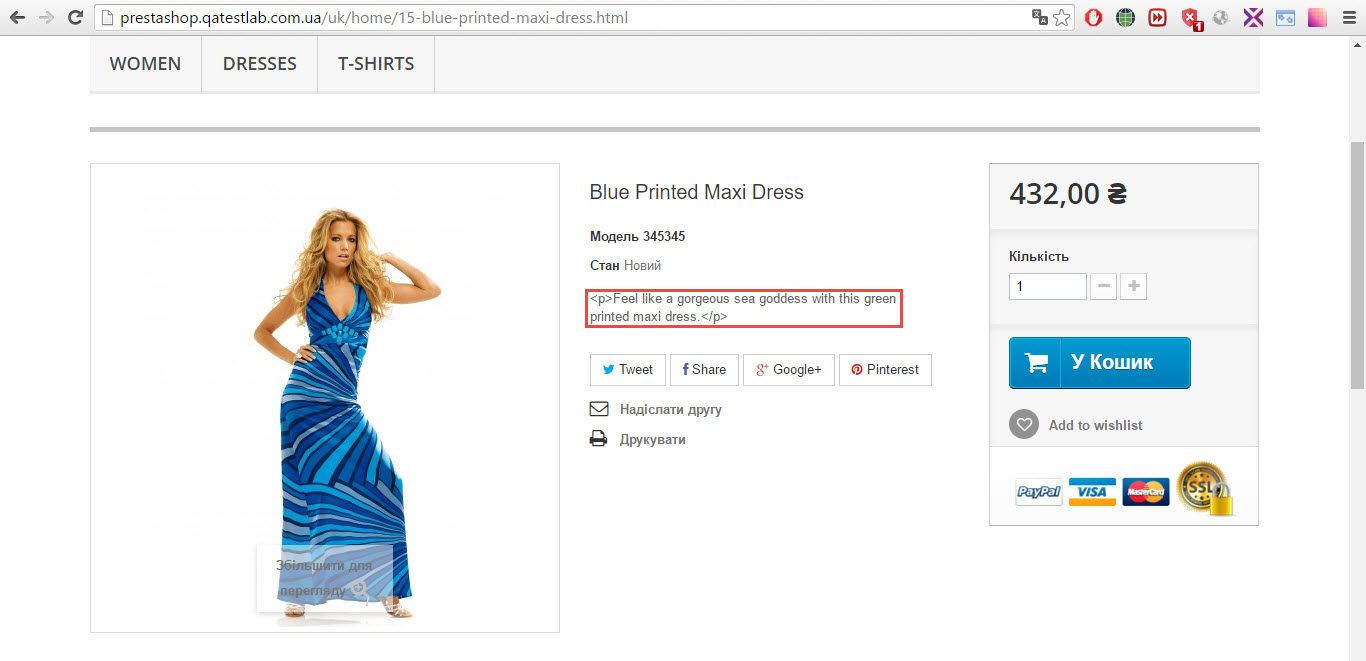 prestashop.qatestlab.com.ua/uk/home/15-blue-printed-maxi-dress.html
1
WOMEN
DRESSES
T-SHIRTS
Blue Printed Maxi Dress
Модель 345345
Стан Новий
<p>Feel like a gorgeous sea goddess with this green
printed maxi dress.</p>
Tweet
Share
Google+
Pinterest
Надіслати другу
Друкувати
Збільшити для
перегляду
432,00 ₴
Кількість
1
У Кошик
Add to wishlist
PayPal
VISA
MasterCard
SSL